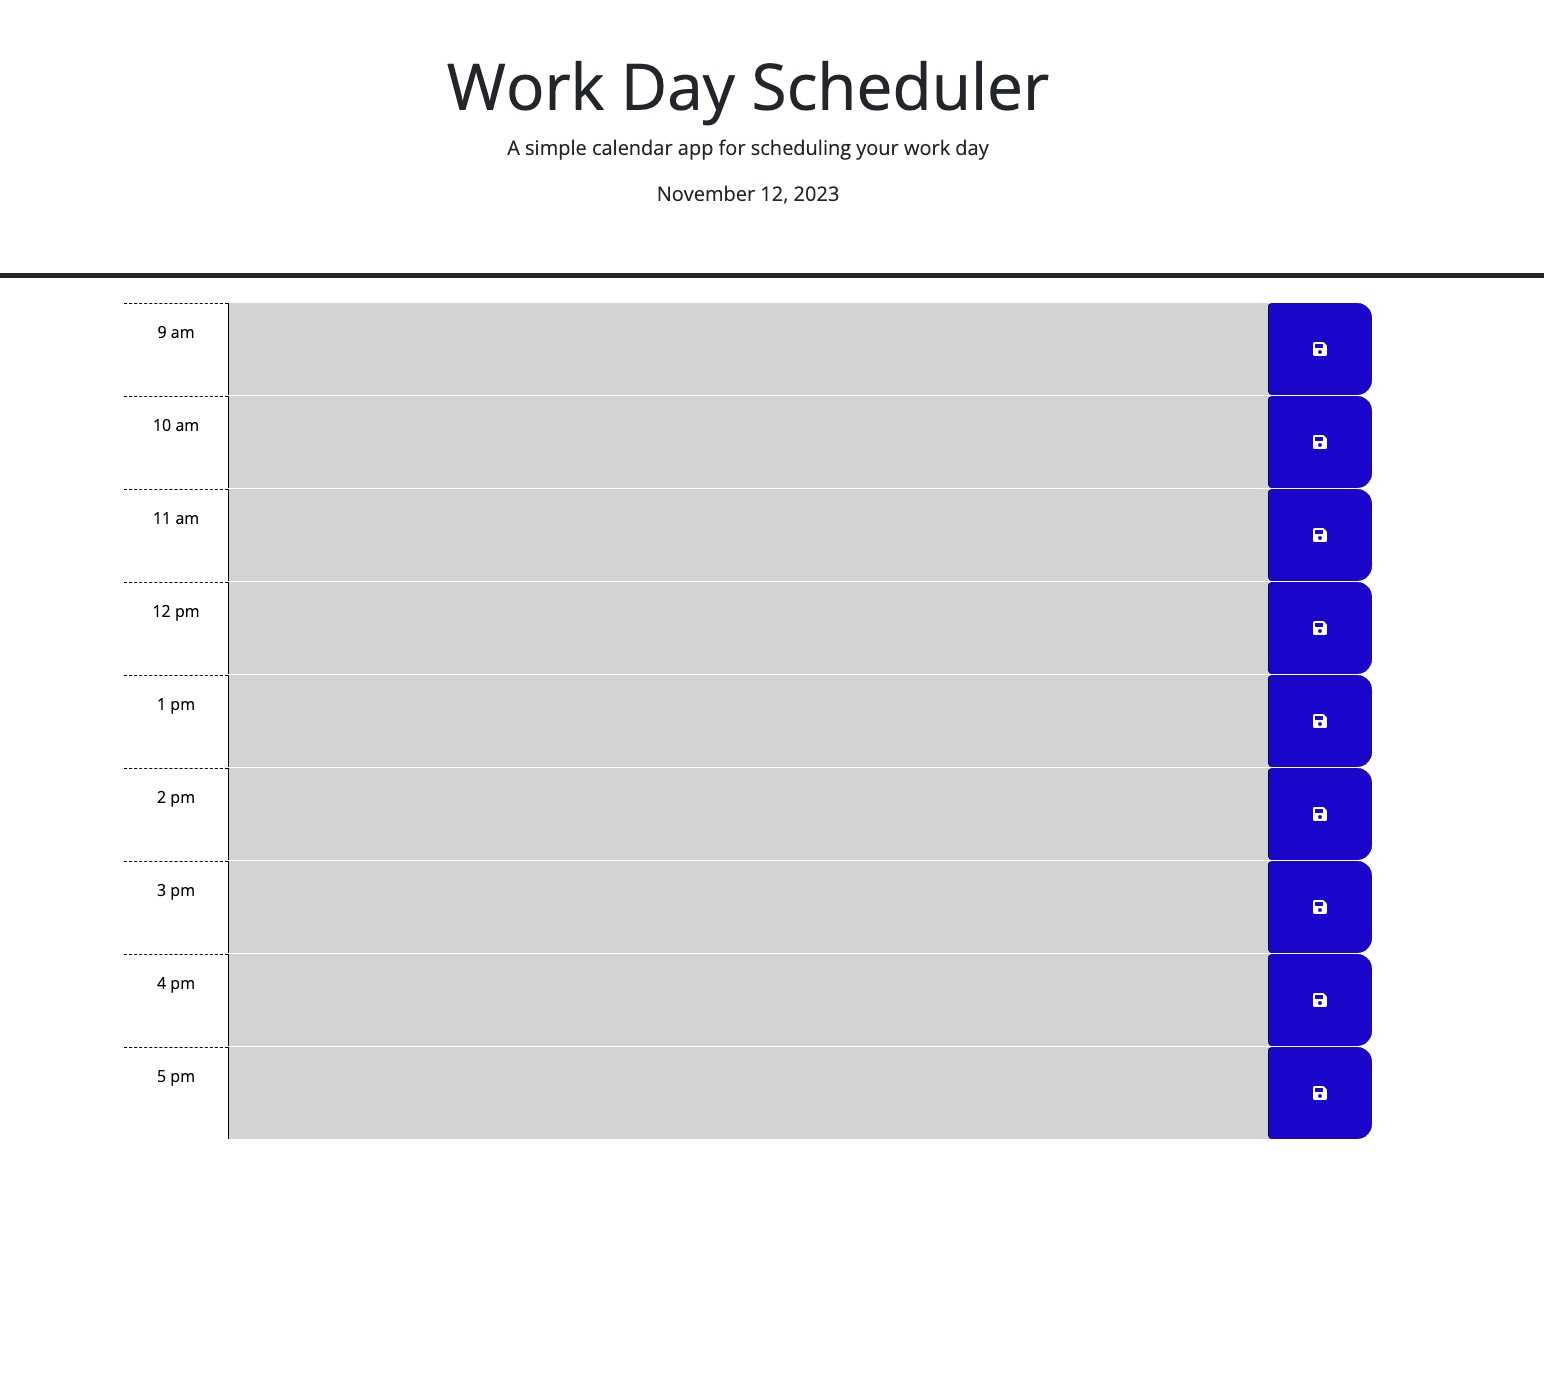 Work Day Scheduler
A simple calendar app for scheduling your work day
November 12, 2023
9 am
10 am
11 am
12 pm
1 pm
2 pm
3 pm
4 pm
5 pm